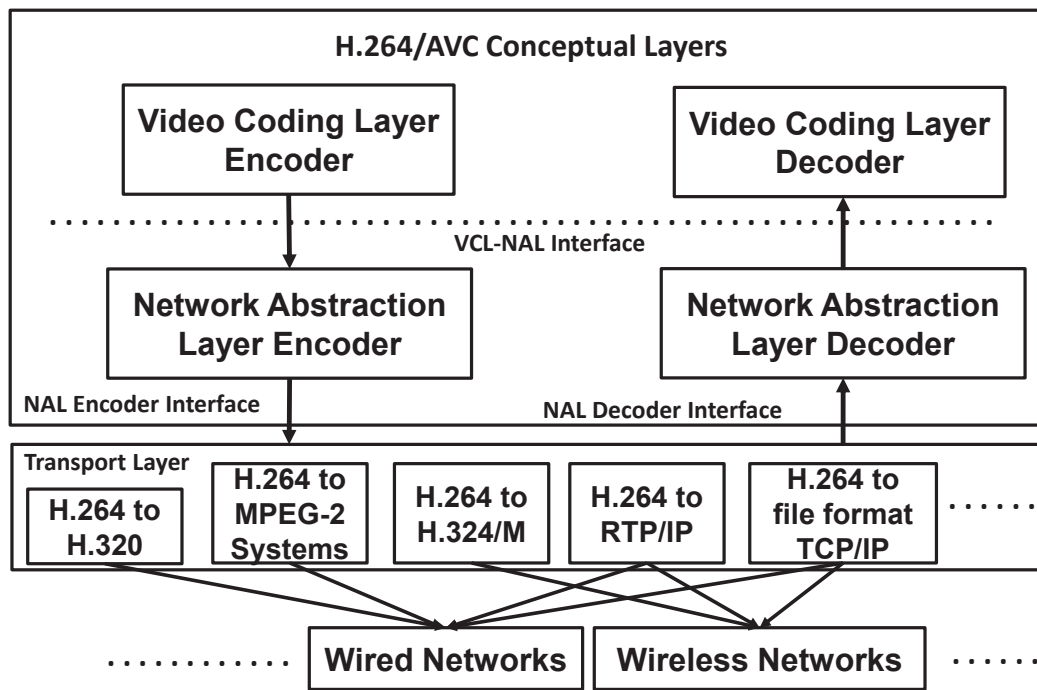 H.264/AVC Conceptual Layers
Video Coding Layer
Encoder
Video Coding Layer
Decoder
VCL-NAL Interface
Network Abstraction
Layer Encoder
Network Abstraction
Layer Decoder
NAL Encoder Interface
NAL Decoder Interface
Transport Layer
H.264 to
H.320
H.264 to
MPEG-2
Systems
H.264 to
H.324/M
H.264 to
RTP/IP
H.264 to
file format
TCP/IP
Wired Networks
Wireless Networks